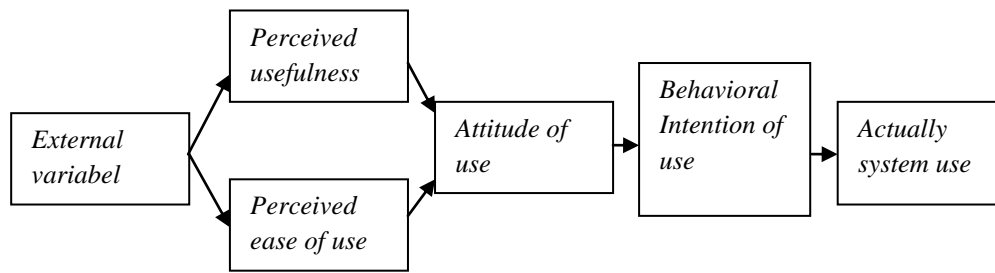 External
variabel
Perceived
usefulness
Perceived
ease of use
Attitude of
use
Behavioral
Intention of
use
Actually
system use